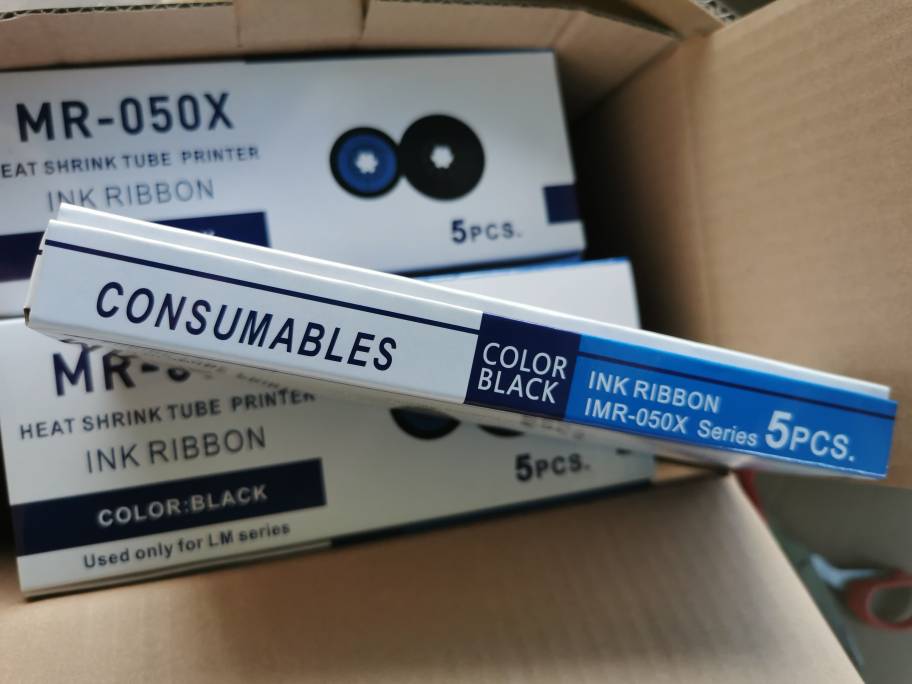 MR-050X
HEAT SHRINK TUBE PRINTER
INK RIBBON
5PCS.
CONSUMABLES
COLOR
BLACK
INK RIBBON
IMR-050X Series 5PCS.
HEAT SHRINK TUBE PRINTER
INK RIBBON
5PCS.
COLOR:BLACK
Used only for LM series